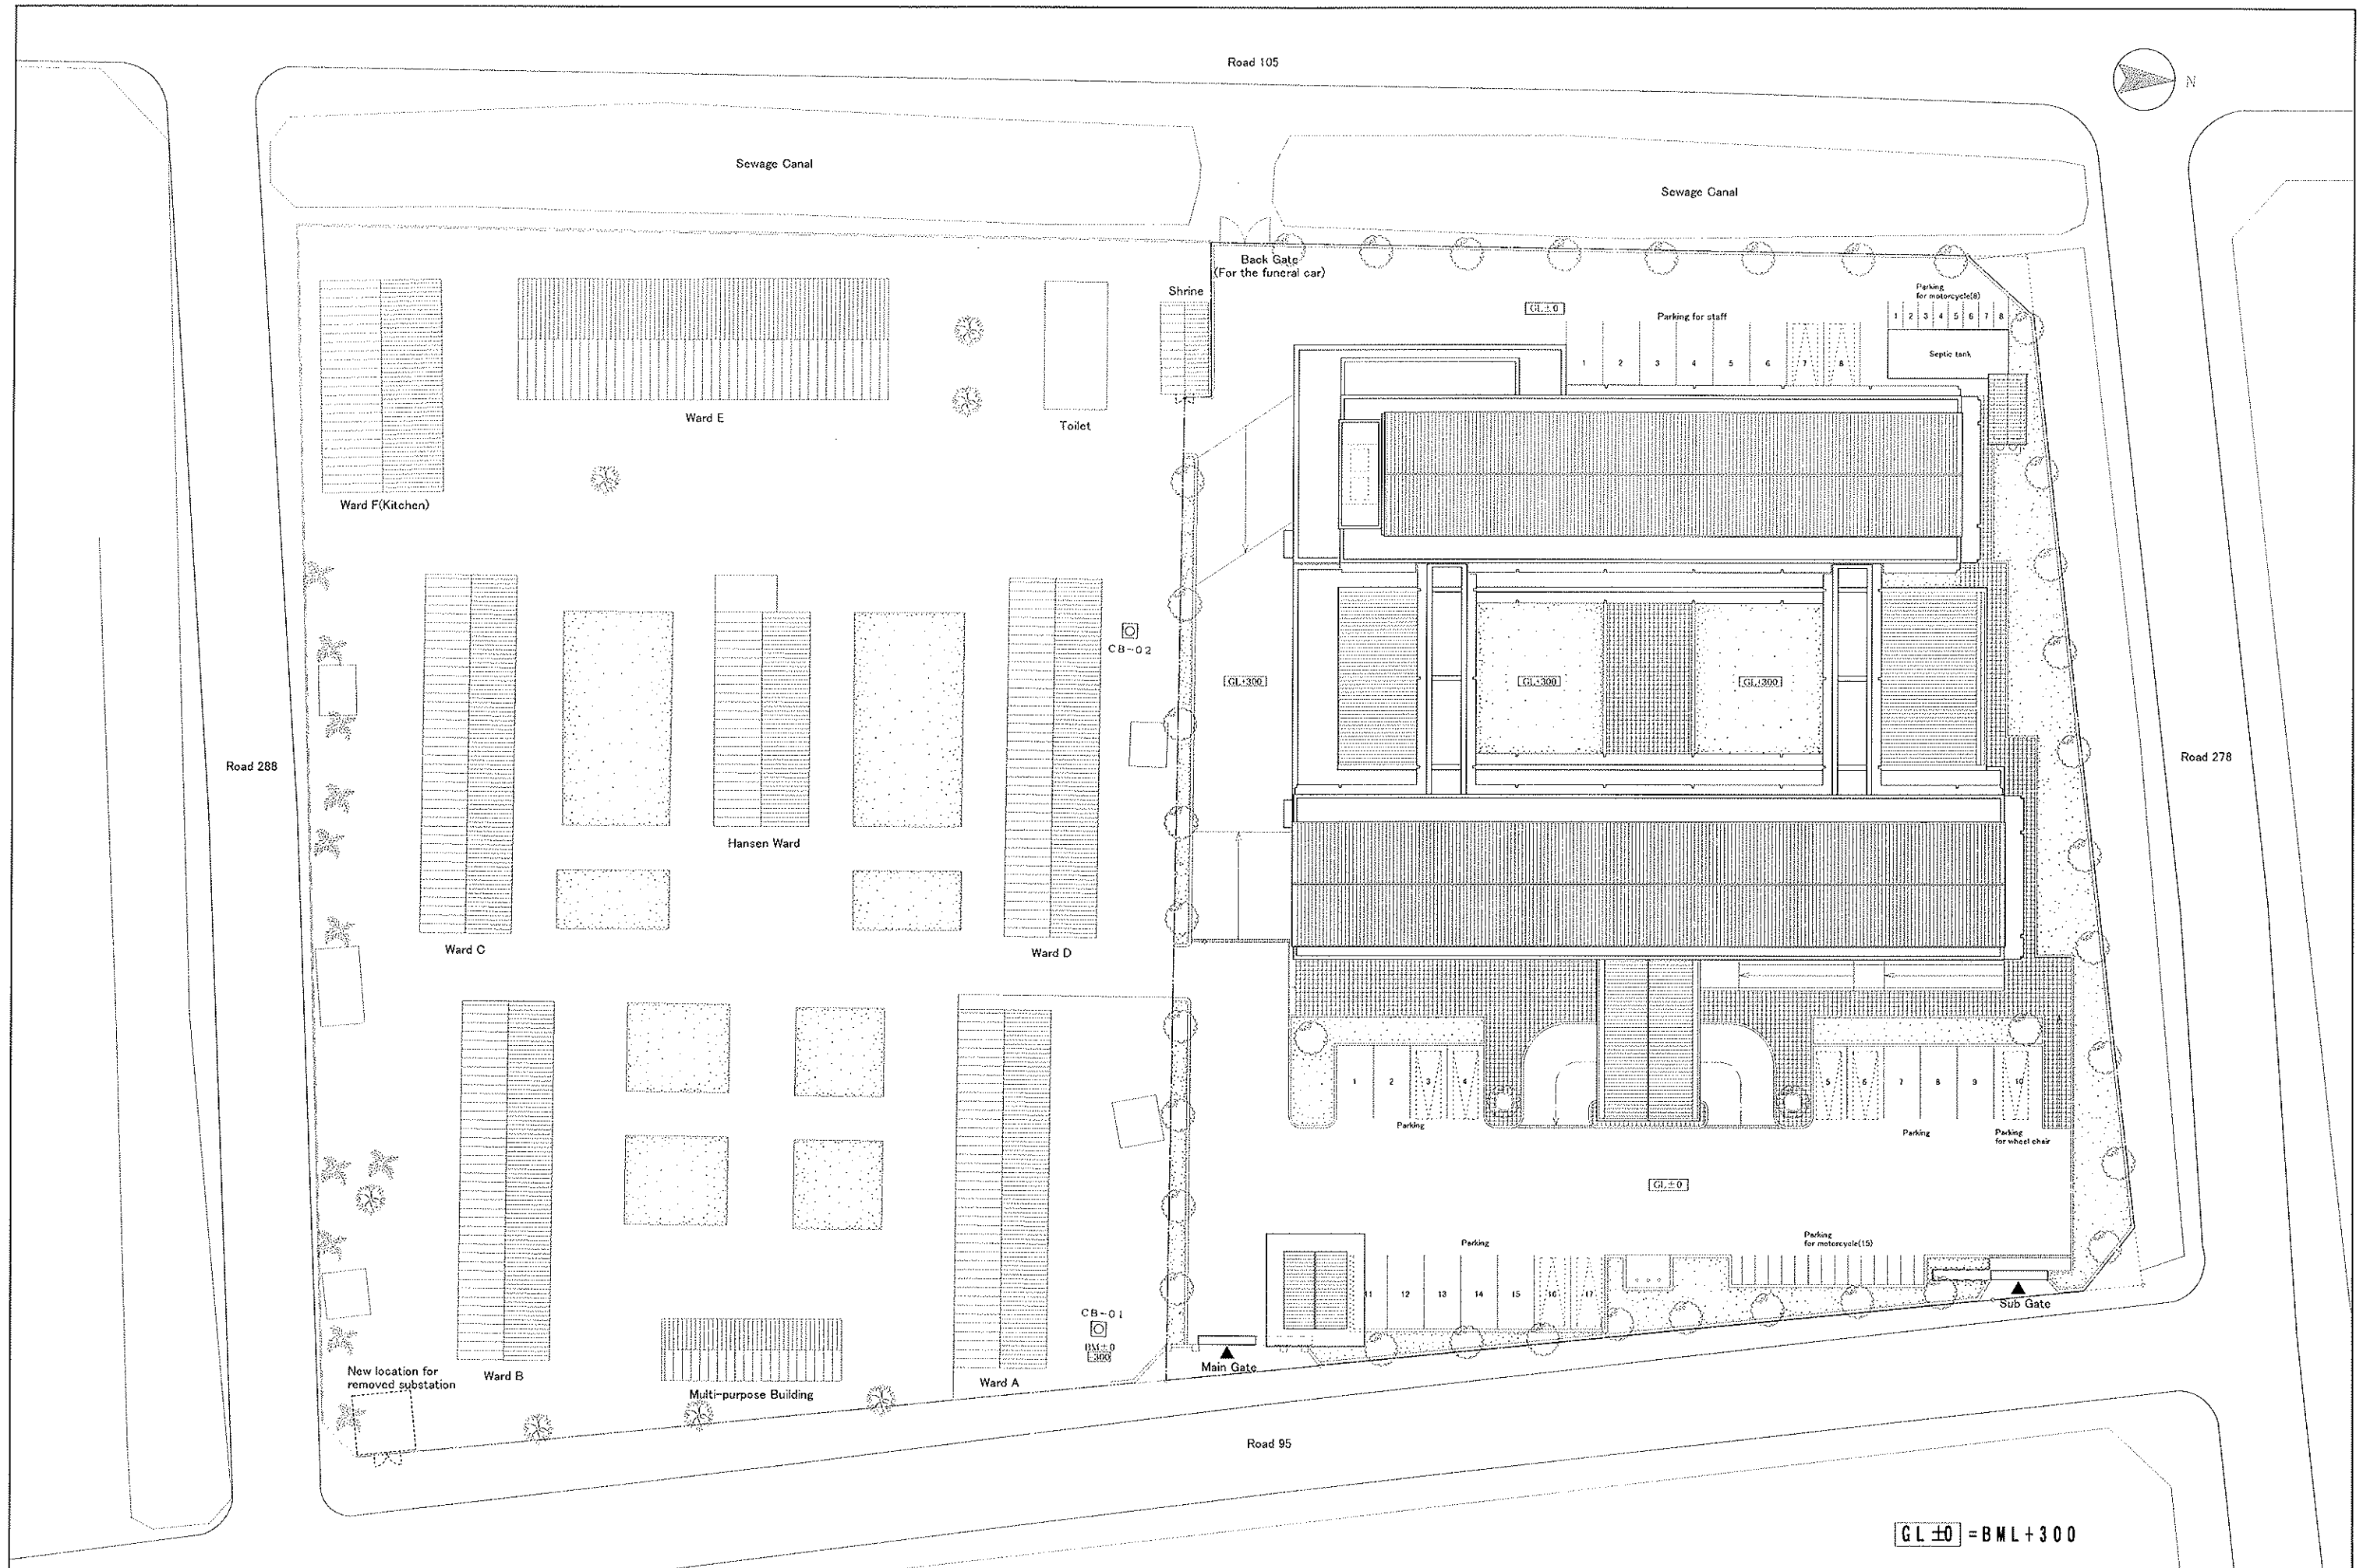 Road 105
N
Sewage Canal
Sewage Canal
Back Gate
(For the funeral car)
Shrine
Parking
for motorcycle(8)
1 2 3 4 5 6 7 8
GL±0
Parking for staff
Septic tank
1 2 3 4 5 6 7 8
Ward E
Toilet
Ward F(Kitchen)
CB-02
GL+300
GL+300
GL+300
Road 288
Road 278
Hansen Ward
Ward C
Ward D
1 2 3 4
5 6 7 8 9 10
Parking
Parking
Parking
for wheel chair
GL±0
Parking
Parking
for motorcycle(15)
11 12 13 14 15 16 17
Sub Gate
CB-01
BM±0
Main Gate
New location for
removed substation
Ward B
Multi-purpose Building
Ward A
Road 95
GL±0 =BML+300